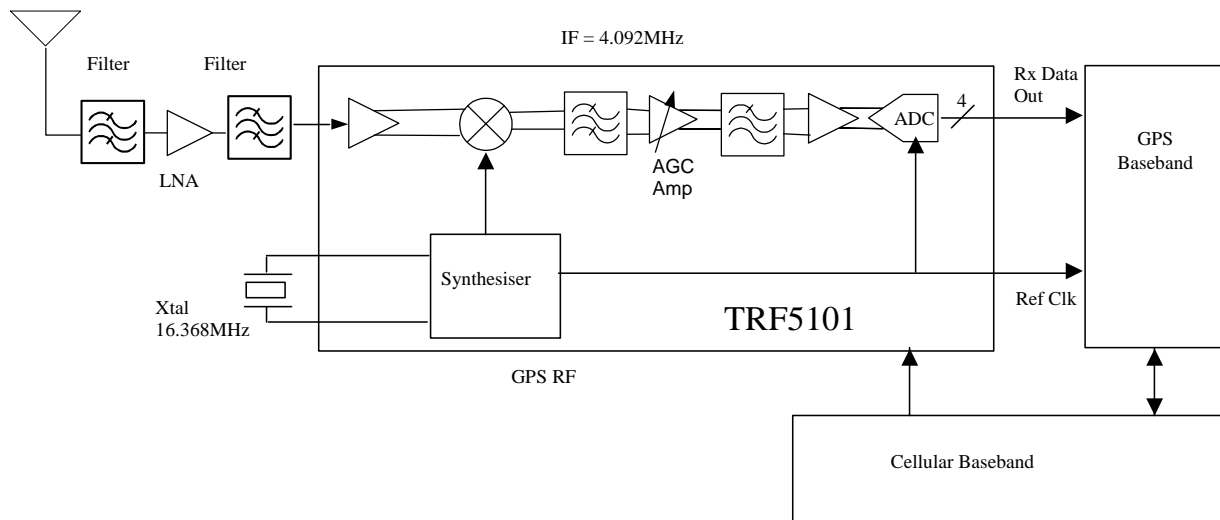 IF = 4.092MHz
Filter
Filter
Rx Data
Out
4
ADC
GPS
Baseband
LNA
AGC
Amp
Synthesiser
Xtal
16.368MHz
Ref Clk
TRF5101
GPS RF
Cellular Baseband